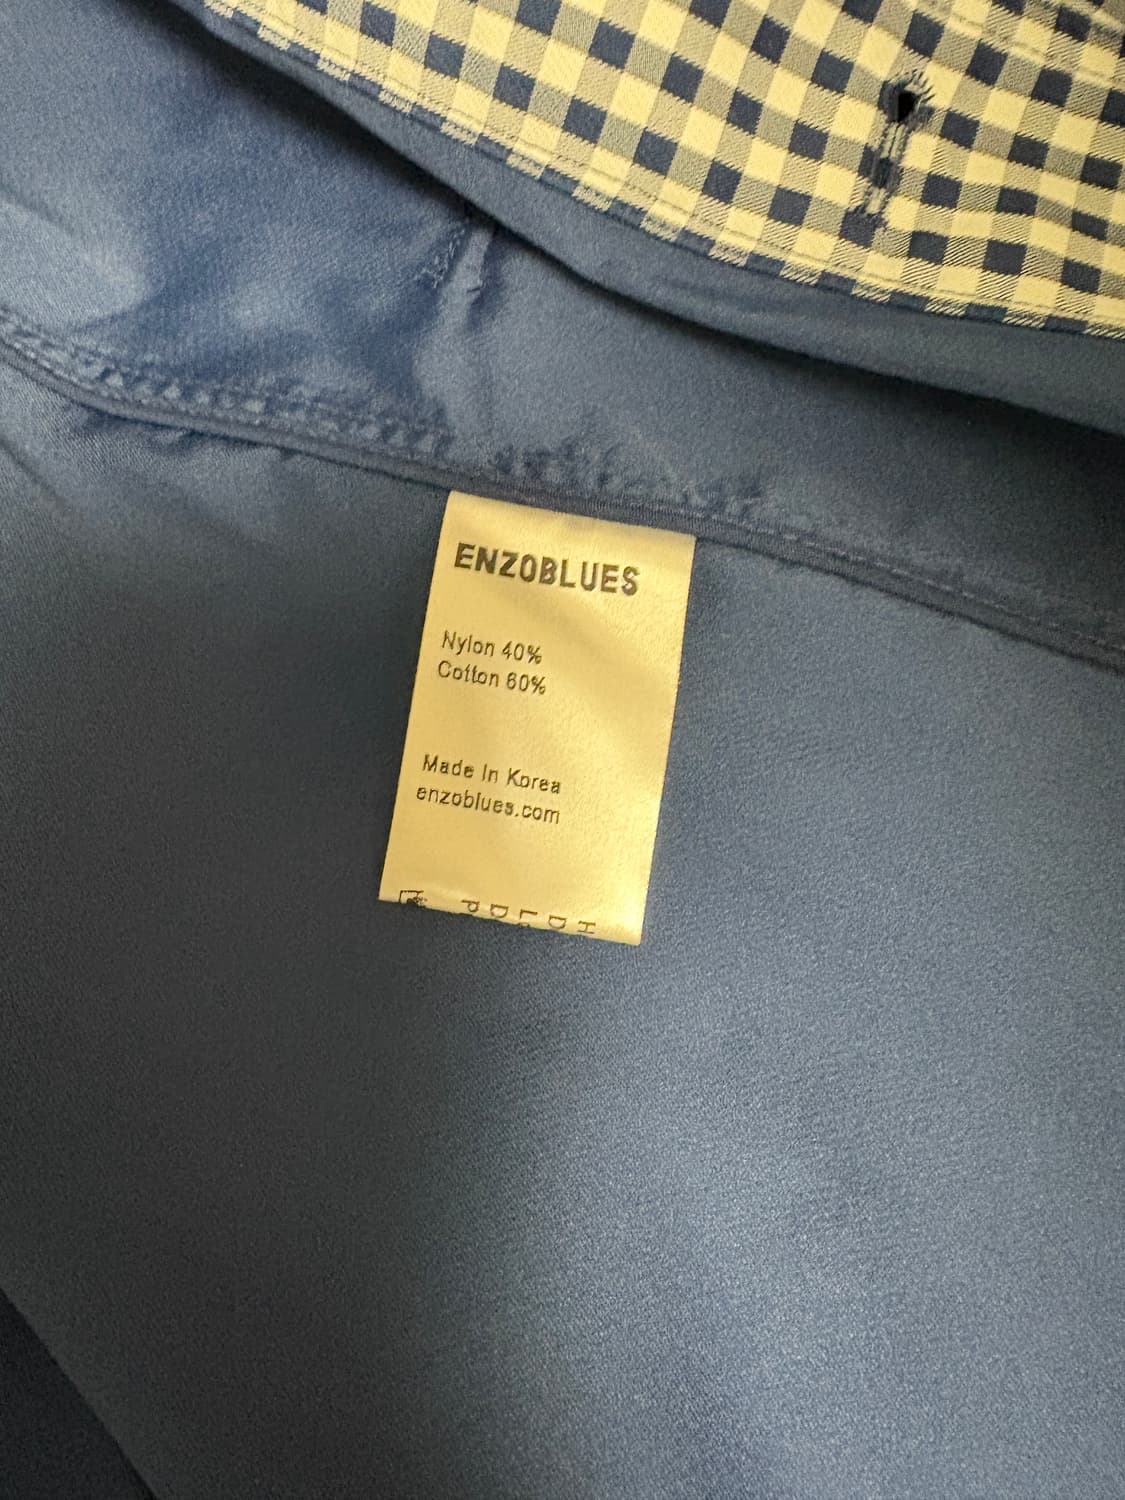 ENZOBLUES
Nylon 40%
Cotton 60%
Made In Korea
enzoblues.com